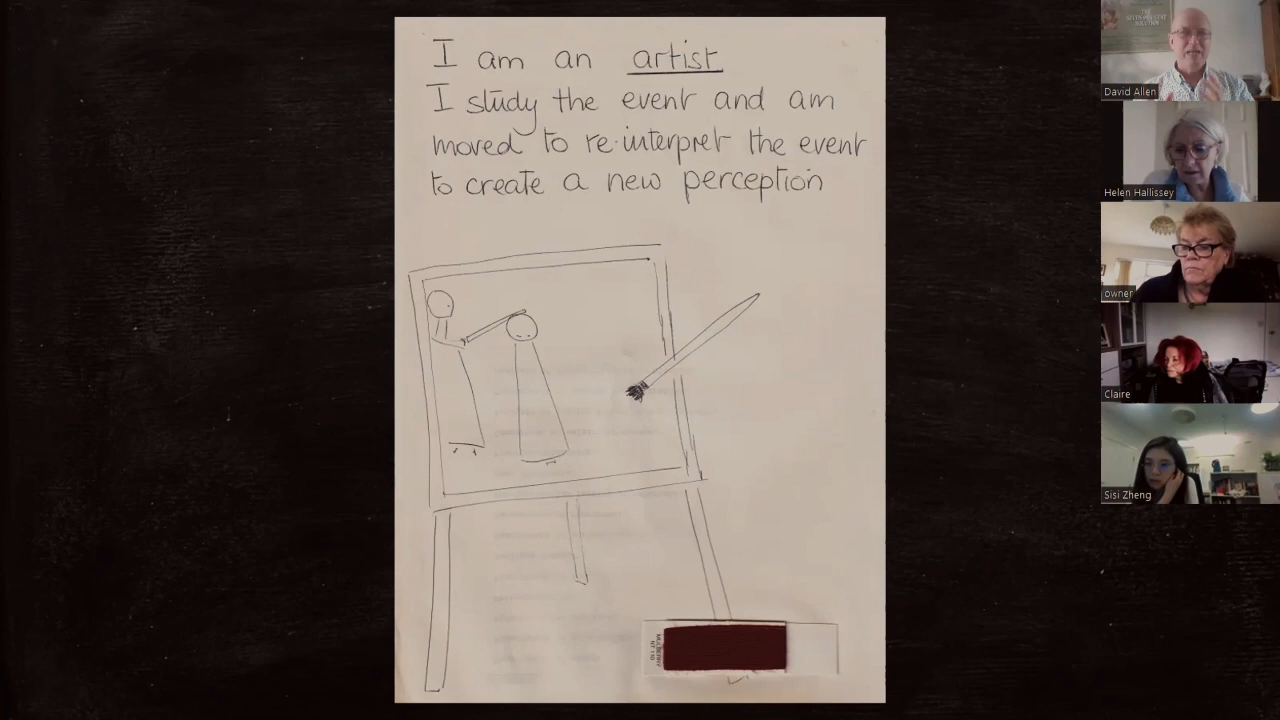 I am an artist
I study the event and am
moved to re-interpret the event
to create a new perception
David Allen
Helen Hallissey
owner
Claire
Sisi Zheng